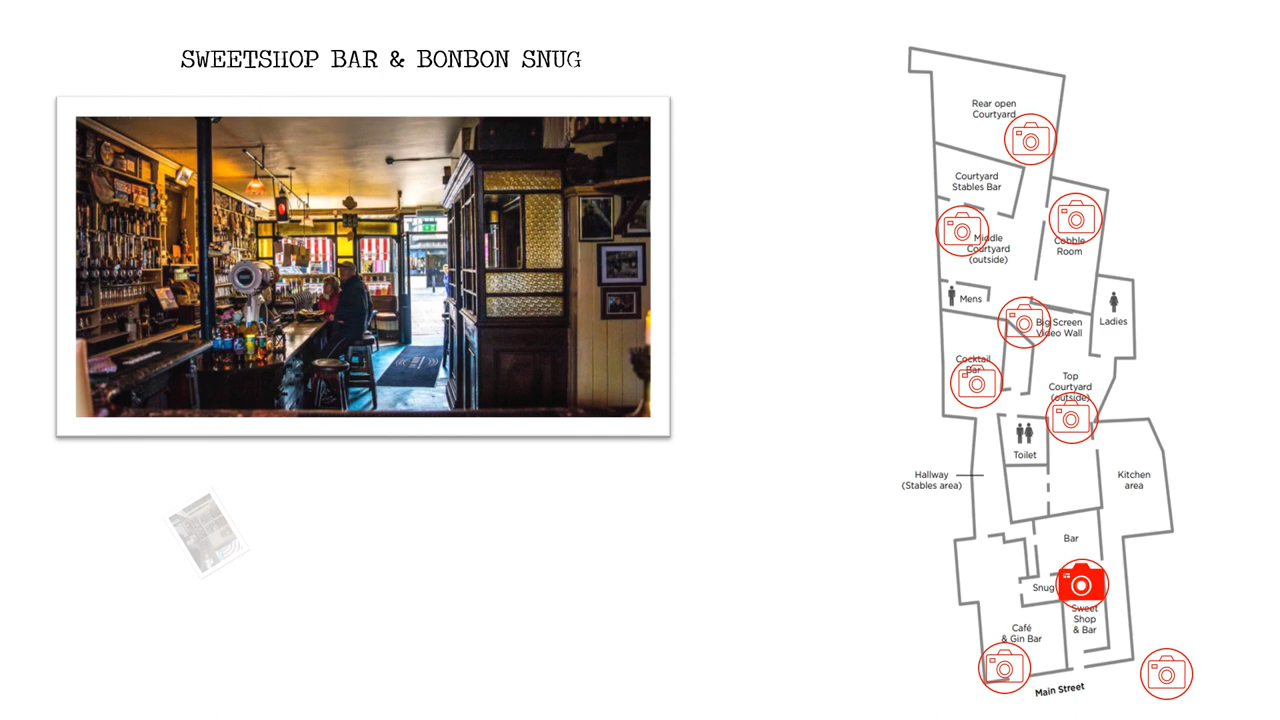 SWEETSHOP BAR & BONBON SNUG
Rear open
Courtyard
Courtyard
Stables Bar
Middle
Courtyard
(outside)
Cobble
Room
Mens
Big Screen
Video Wall
Ladies
Cocktail
Bar
Top
Courtyard
(outside)
Toilet
Hallway
(Stables area)
Kitchen
area
Bar
Snug
Sweet
Shop
& Bar
Café
& Gin Bar
Main Street